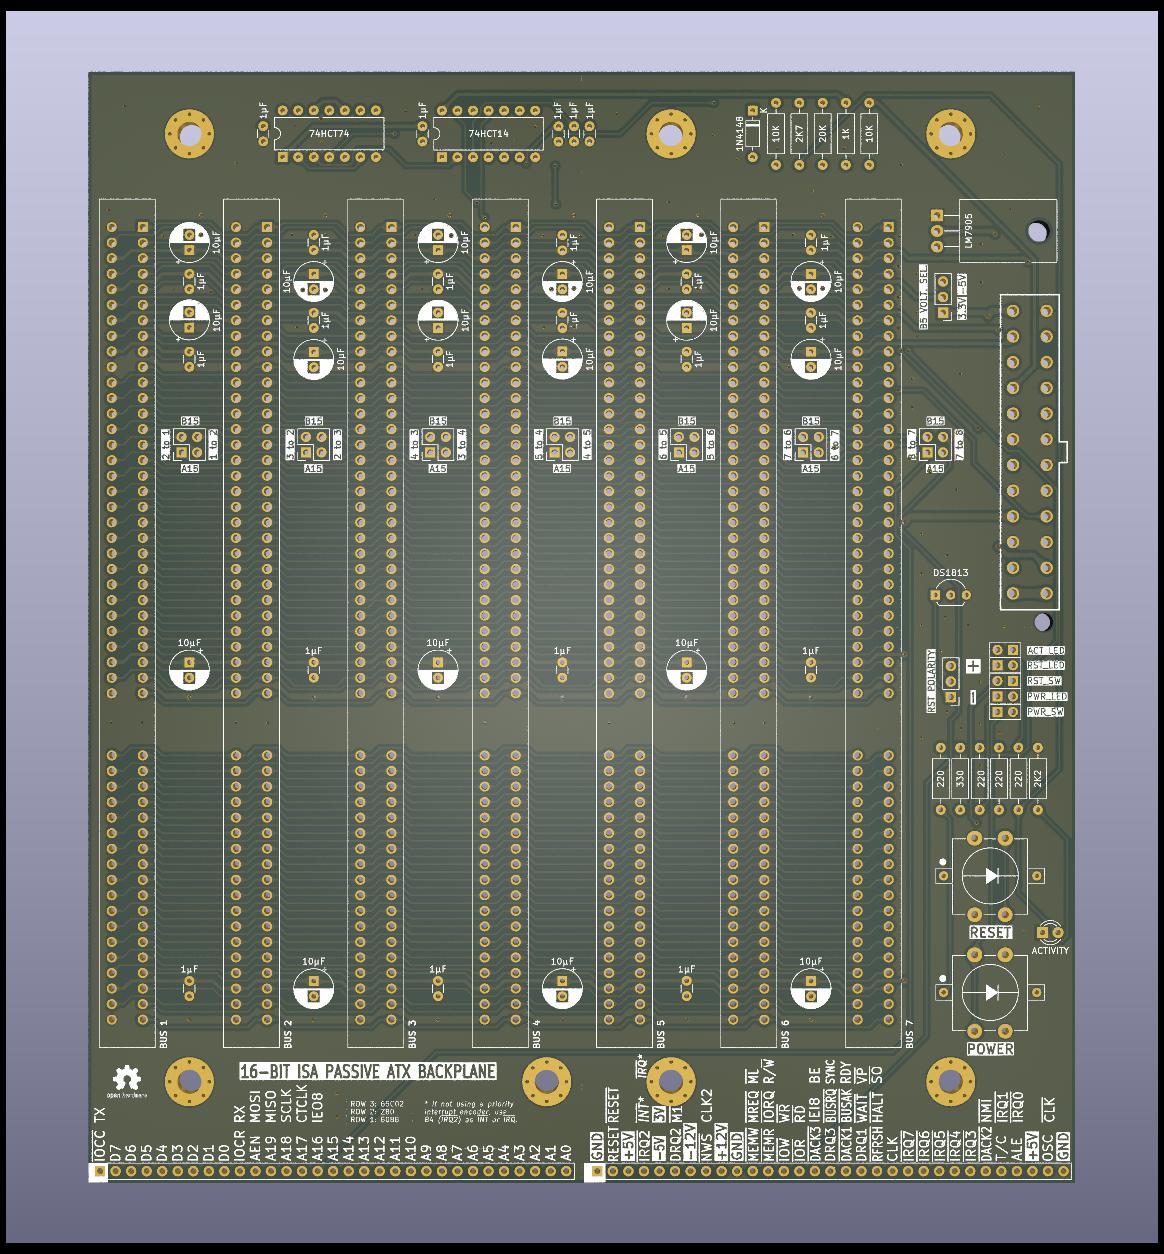 1µF
74HCT74
1µF
74HCT14
1µF
1µF
1µF
1N4148
K
10K
2K7
20K
1K
10K
LM7905
B5 VOLT. SEL.
3.3V -5V
10µF
1µF
10µF
1µF
1µF
10µF
1µF
10µF
10µF
1µF
10µF
1µF
1µF
10µF
1µF
10µF
10µF
1µF
10µF
1µF
1µF
10µF
1µF
10µF
2 to 1
B15
A15
1 to 2
3 to 2
B15
A15
2 to 3
4 to 3
B15
A15
3 to 4
5 to 4
B15
A15
4 to 5
6 to 5
B15
A15
5 to 6
7 to 6
B15
A15
6 to 7
8 to 7
B15
A15
7 to 8
DS1813
10µF
1µF
10µF
1µF
10µF
1µF
RST POLARITY
+
-
ACT_LED
RST_LED
RST_SW
PWR_LED
PWR_SW
220
330
220
220
220
2K2
RESET
ACTIVITY
POWER
1µF
10µF
1µF
10µF
1µF
10µF
BUS 1
BUS 2
BUS 3
BUS 4
BUS 5
BUS 6
BUS 7
open hardware
16-BIT ISA PASSIVE ATX BACKPLANE
ROW 3: 65C02
ROW 2: Z80
ROW 1: 8086
* If not using a priority
interrupt encoder, use
B4 (IRQ2) as INT or IRQ.
IOCC TX
D7
D6
D5
D4
D3
D2
D1
D0
IOCR RX
AEN MOSI
A19 MISO
A18 SCLK
A17 CTCLK
A16 IEO8
A15
A14
A13
A12
A11
A10
A9
A8
A7
A6
A5
A4
A3
A2
A1
A0
GND
RESET RESET
+5V
IRQ2 INT* IRQ*
-5V 3V
DRQ2 M1
-12V
NWS CLK2
+12V
GND
MEMW MREQ ML
MEMR IORQ R/W
IOW WR
IOR RD
DACK3 IEI8 BE
DRQ3 BUSRQ SYNC
DACK1 BUSAK RDY
DRQ1 WAIT VP
RFRSH HALT SO
CLK
IRQ7
IRQ6
IRQ5
IRQ4
IRQ3
DACK2 NMI
T/C IRQ1
ALE IRQ0
+5V
OSC CLK
GND